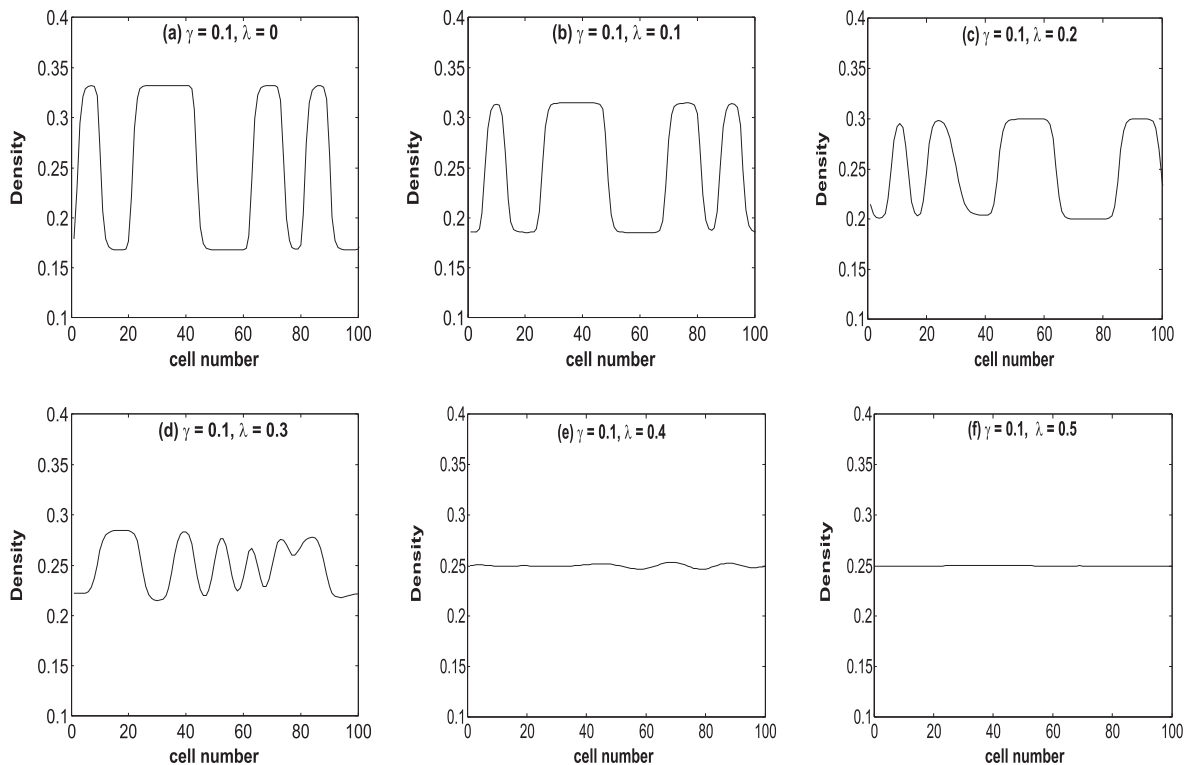 (a) γ = 0.1, λ = 0
Density
0.4
0.35
0.3
0.25
0.2
0.15
0.1
0 20 40 60 80 100
cell number
(b) γ = 0.1, λ = 0.1
Density
0.4
0.35
0.3
0.25
0.2
0.15
0.1
0 20 40 60 80 100
cell number
(c) γ = 0.1, λ = 0.2
Density
0.4
0.35
0.3
0.25
0.2
0.15
0.1
0 20 40 60 80 100
cell number
(d) γ = 0.1, λ = 0.3
Density
0.4
0.35
0.3
0.25
0.2
0.15
0.1
0 20 40 60 80 100
cell number
(e) γ = 0.1, λ = 0.4
Density
0.4
0.35
0.3
0.25
0.2
0.15
0.1
0 20 40 60 80 100
cell number
(f) γ = 0.1, λ = 0.5
Density
0.4
0.35
0.3
0.25
0.2
0.15
0.1
0 20 40 60 80 100
cell number